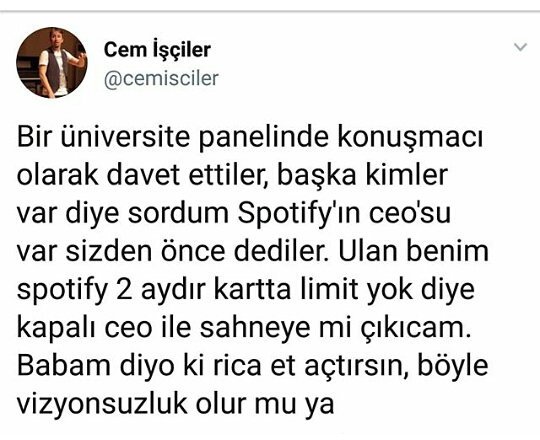 Cem İşçiler
@cemisciler
Bir üniversite panelinde konuşmacı
olarak davet ettiler, başka kimler
var diye sordum Spotify'ın ceo'su
var sizden önce dediler. Ulan benim
spotify 2 aydır kartta limit yok diye
kapalı ceo ile sahneye mi çıkıcam.
Babam diyo ki rica et açtırsın, böyle
vizyonsuzluk olur mu ya